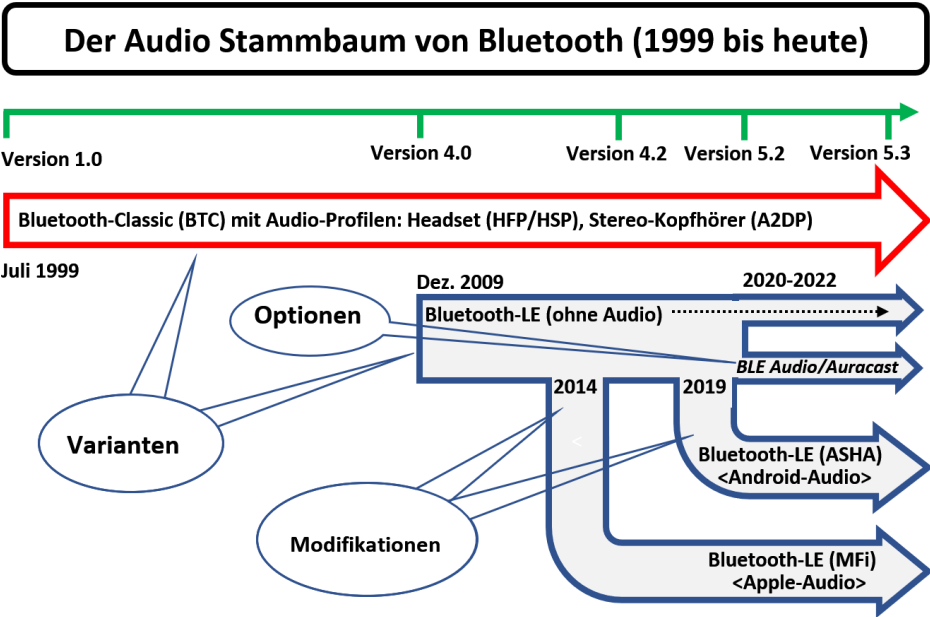 Der Audio Stammbaum von Bluetooth (1999 bis heute)
Version 1.0
Version 4.0
Version 4.2
Version 5.2
Version 5.3
Bluetooth-Classic (BTC) mit Audio-Profilen: Headset (HFP/HSP), Stereo-Kopfhörer (A2DP)
Juli 1999
Dez. 2009
2020-2022
Optionen
Bluetooth-LE (ohne Audio)
BLE Audio/Auracast
2014
2019
Varianten
Bluetooth-LE (ASHA)
<Android-Audio>
Modifikationen
Bluetooth-LE (MFi)
<Apple-Audio>